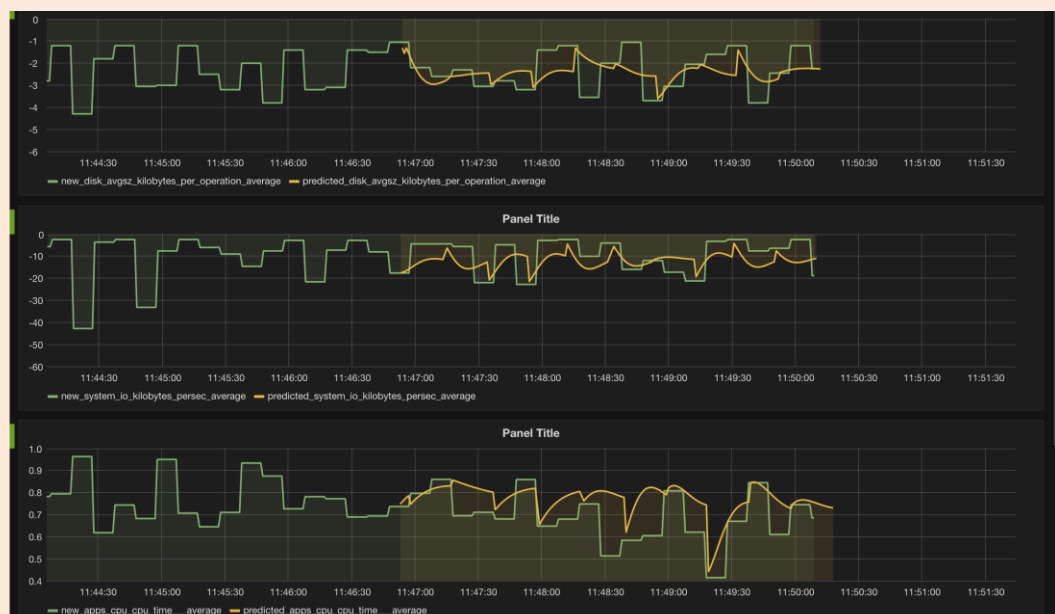 0
-1
-2
-3
-4
-5
-6
11:44:30 11:45:00 11:45:30 11:46:00 11:46:30 11:47:00 11:47:30 11:48:00 11:48:30 11:49:00 11:49:30 11:50:00 11:50:30 11:51:00 11:51:30
new_disk_avgsz_kilobytes_per_operation_average predicted_disk_avgsz_kilobytes_per_operation_average
Panel Title
0
-10
-20
-30
-40
-50
-60
11:44:30 11:45:00 11:45:30 11:46:00 11:46:30 11:47:00 11:47:30 11:48:00 11:48:30 11:49:00 11:49:30 11:50:00 11:50:30 11:51:00 11:51:30
new_system_io_kilobytes_persec_average predicted_system_io_kilobytes_persec_average
Panel Title
1.0
0.9
0.8
0.7
0.6
0.5
0.4
11:44:30 11:45:00 11:45:30 11:46:00 11:46:30 11:47:00 11:47:30 11:48:00 11:48:30 11:49:00 11:49:30 11:50:00 11:50:30 11:51:00 11:51:30
new_apps_cpu_cpu_time__average predicted_apps_cpu_cpu_time__average